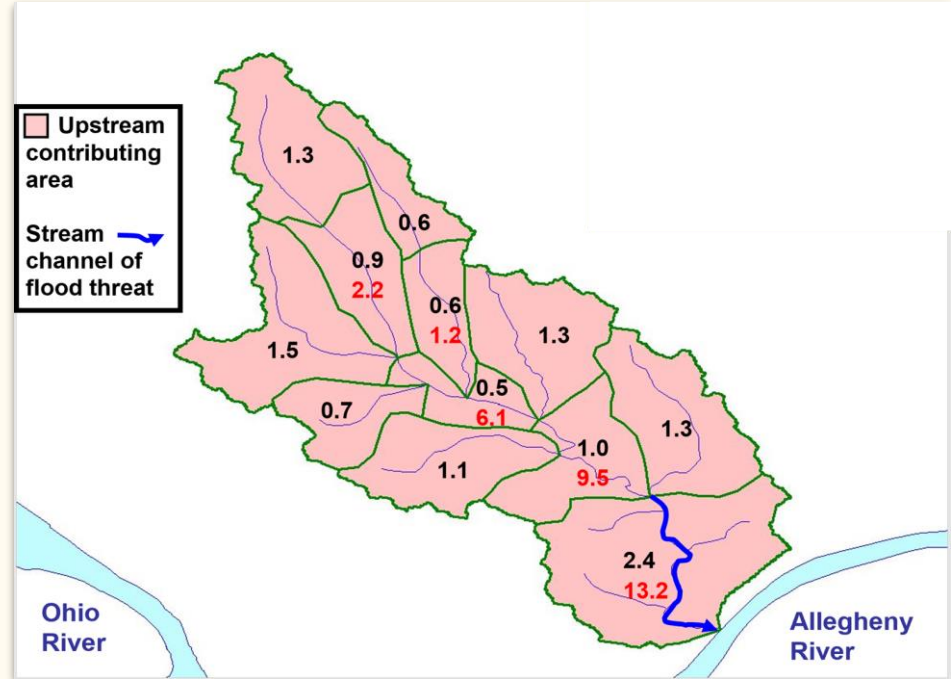 Upstream
contributing
area
Stream
channel of
flood threat
1.3
0.6
0.9
2.2
0.6
1.2
1.3
1.5
0.5
6.1
0.7
1.0
9.5
1.3
1.1
2.4
13.2
Ohio
River
Allegheny
River